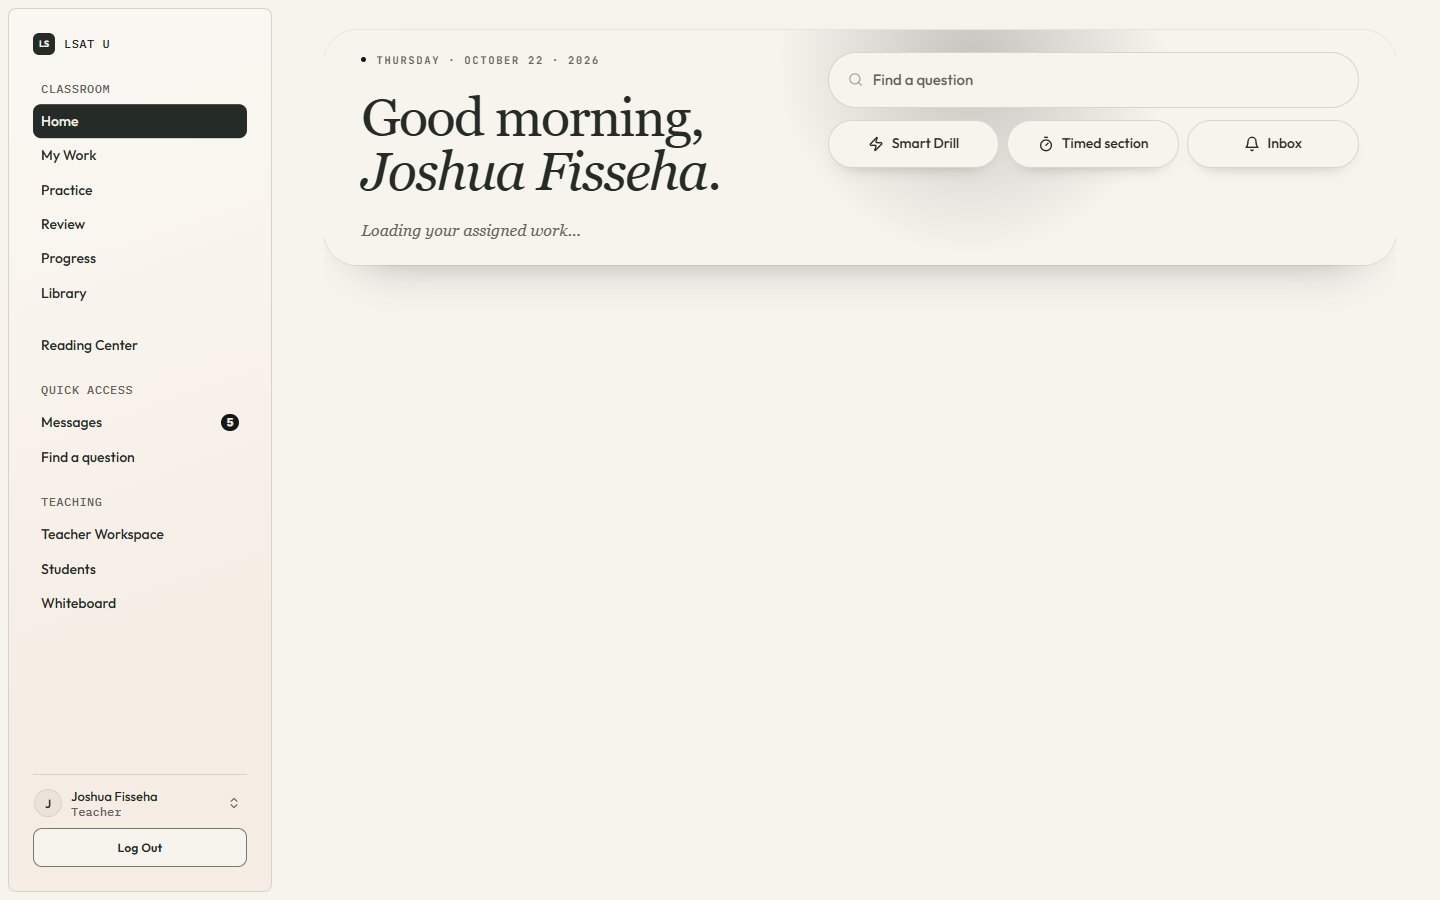 LS LSAT U
CLASSROOM
Home
My Work
Practice
Review
Progress
Library
Reading Center
QUICK ACCESS
Messages 5
Find a question
TEACHING
Teacher Workspace
Students
Whiteboard
J Joshua Fisseha
Teacher
Log Out
THURSDAY · OCTOBER 22 · 2026
Good morning,
Joshua Fisseha.
Loading your assigned work...
Find a question
Smart Drill Timed section Inbox